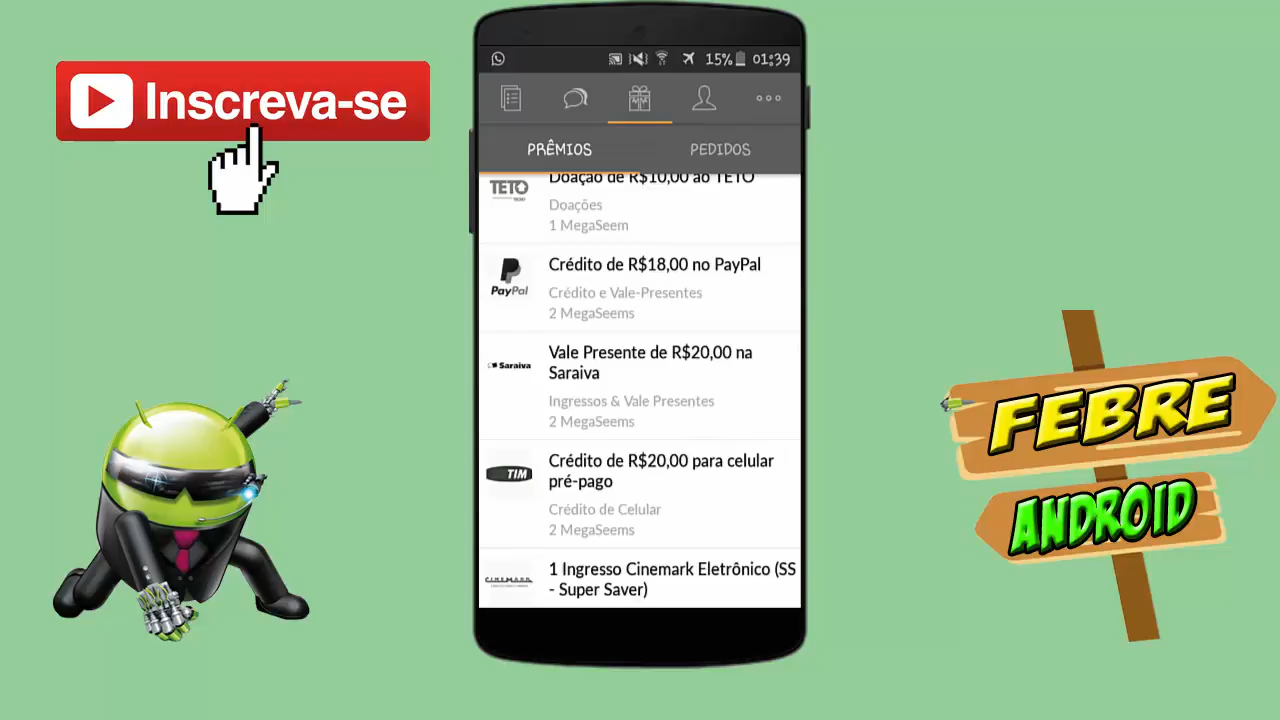 Inscreva-se
15% 01:39
PRÊMIOS PEDIDOS
TETO
Doação de R$10,00 ao TETO
Doações
1 MegaSeem
PayPal
Crédito de R$18,00 no PayPal
Crédito e Vale-Presentes
2 MegaSeems
Saraiva
Vale Presente de R$20,00 na
Saraiva
Ingressos & Vale Presentes
2 MegaSeems
TIM
Crédito de R$20,00 para celular
pré-pago
Crédito de Celular
2 MegaSeems
CINEMARK
1 Ingresso Cinemark Eletrônico (SS
- Super Saver)
FEBRE
ANDROID